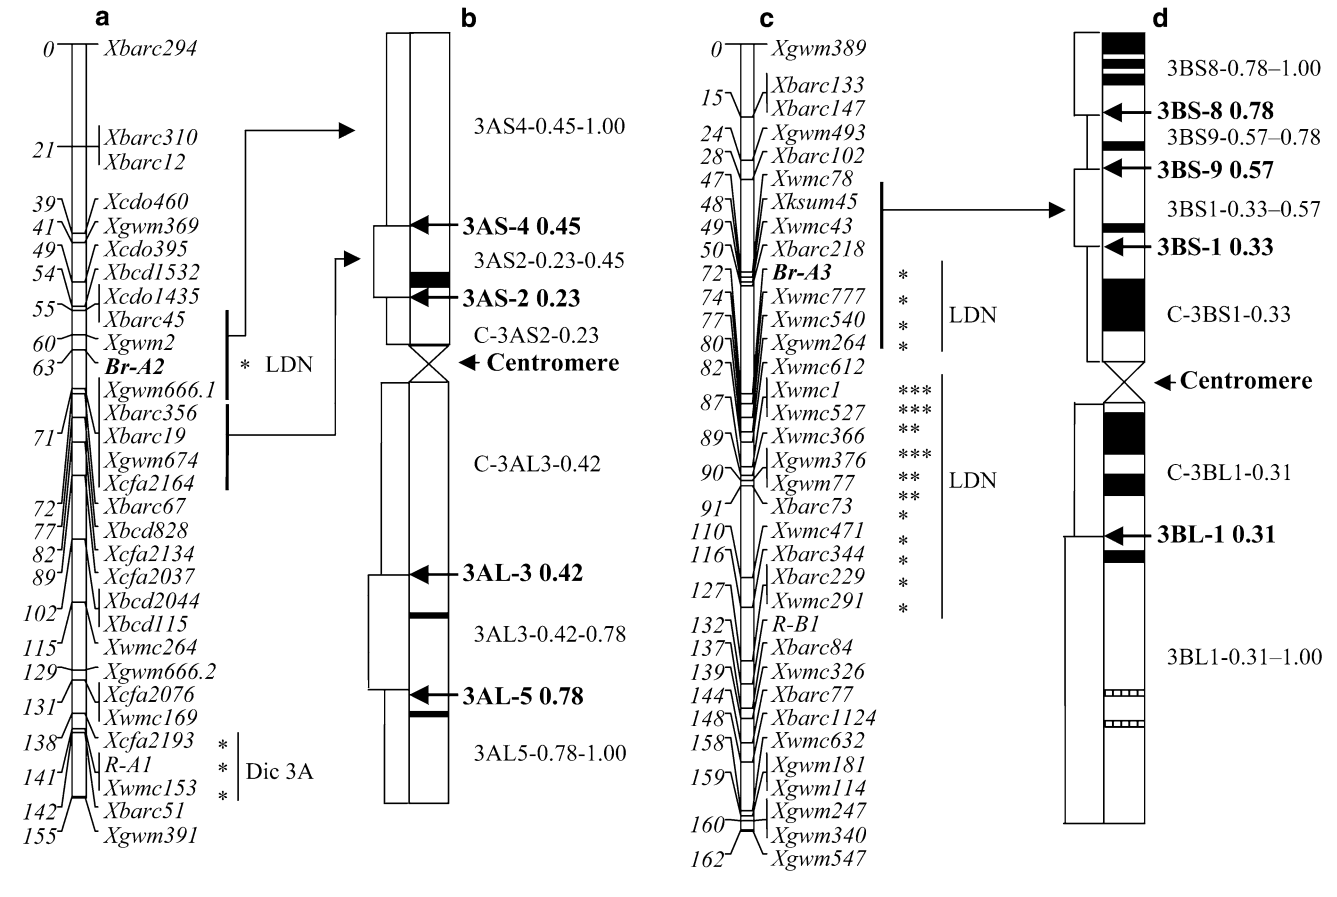 a
0 Xbarc294
Xbarc310
21
Xbarc12
39 Xcdo460
41 Xgwm369
49 Xcdo395
54 Xbcd1532
Xcdo1435
55
Xbarc45
60 Xgwm2
63 Br-A2 * LDN
Xgwm666.1
Xbarc356
71 Xbarc19
Xgwm674
Xcfa2164
72 Xbarc67
77 Xbcd828
82 Xcfa2134
89 Xcfa2037
Xbcd2044
102
Xbcd115
115 Xwmc264
129 Xgwm666.2
Xcfa2076
131
Xwmc169
138 Xcfa2193 *
141 R-A1 * Dic 3A
Xwmc153 *
142 Xbarc51
155 Xgwm391
b
3AS4-0.45-1.00
3AS-4 0.45
3AS2-0.23-0.45
3AS-2 0.23
C-3AS2-0.23
Centromere
C-3AL3-0.42
3AL-3 0.42
3AL3-0.42-0.78
3AL-5 0.78
3AL5-0.78-1.00
c
0 Xgwm389
Xbarc133
15
Xbarc147
24 Xgwm493
28 Xbarc102
47 Xwmc78
48 Xksum45
49 Xwmc43
50 Xbarc218
72 Br-A3 *
74 Xwmc777 *
LDN
77 Xwmc540 *
80 Xgwm264 *
82 Xwmc612
Xwmc1 ***
87
Xwmc527 ***
89 Xwmc366 **
Xgwm376 ***
90
Xgwm77 **
LDN
91 Xbarc73 **
*
110 Xwmc471
116 Xbarc344 *
*
Xbarc229 *
127
Xwmc291 *
132 R-B1
137 Xbarc84
139 Xwmc326
144 Xbarc77
148 Xbarc1124
158 Xwmc632
Xgwm181
159
Xgwm114
Xgwm247
160
Xgwm340
162 Xgwm547
d
3BS8-0.78–1.00
3BS-8 0.78
3BS9-0.57–0.78
3BS-9 0.57
3BS1-0.33–0.57
3BS-1 0.33
C-3BS1-0.33
Centromere
C-3BL1-0.31
3BL-1 0.31
3BL1-0.31–1.00